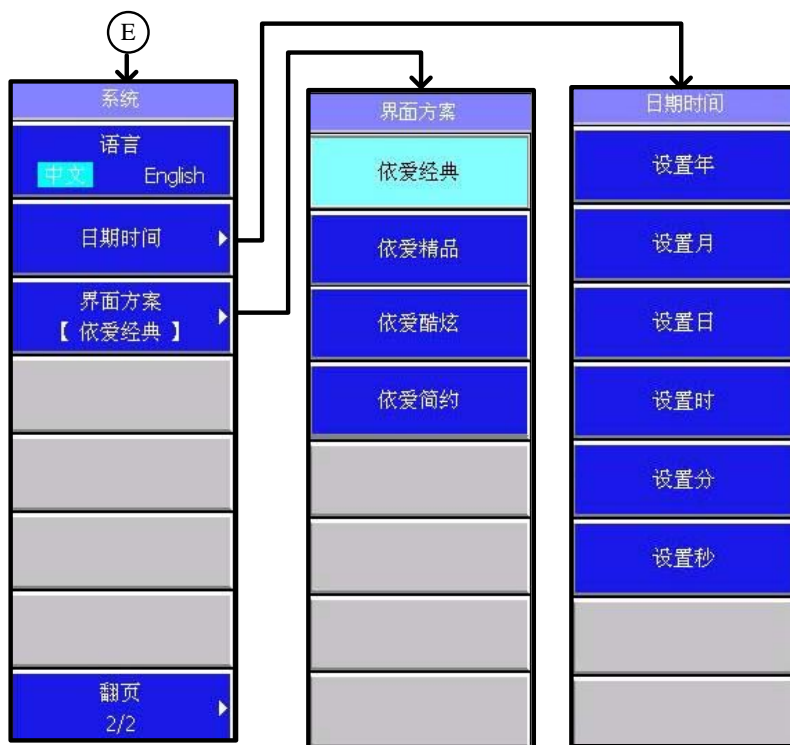 E
系统
语言
中文 English
日期时间
界面方案
【 依爱经典 】
翻页
2/2
界面方案
依爱经典
依爱精品
依爱酷炫
依爱简约
日期时间
设置年
设置月
设置日
设置时
设置分
设置秒